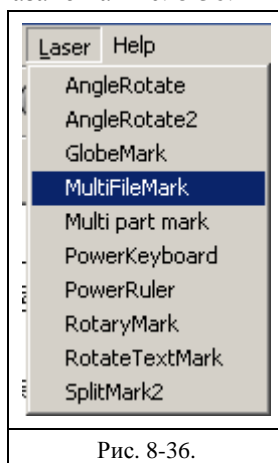 Laser Help
AngleRotate
AngleRotate2
GlobeMark
MultiFileMark
Multi part mark
PowerKeyboard
PowerRuler
RotaryMark
RotateTextMark
SplitMark2
Рис. 8-36.